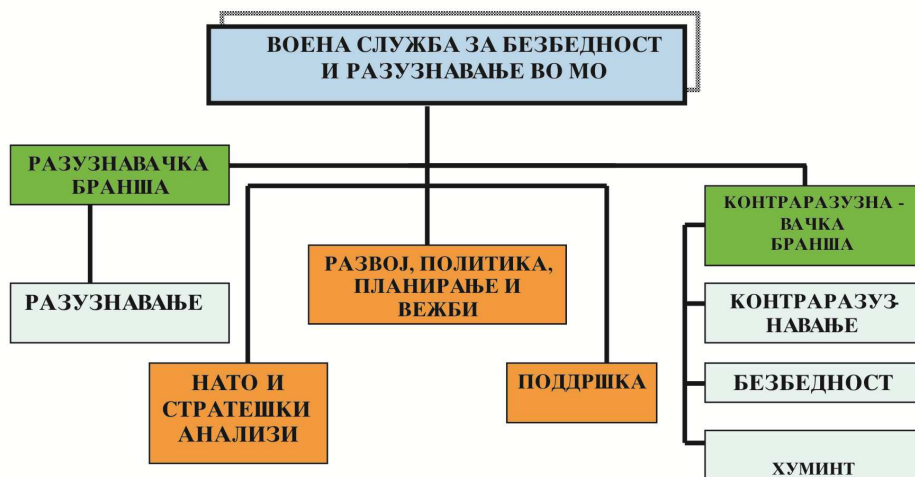 ВОЕНА СЛУЖБА ЗА БЕЗБЕДНОСТ
И РАЗУЗНАВАЊЕ ВО МО
РАЗУЗНАВАЧКА
БРАНША
КОНТРАРАЗУЗНА -
ВАЧКА
БРАНША
РАЗВОЈ, ПОЛИТИКА,
ПЛАНИРАЊЕ И
ВЕЖБИ
РАЗУЗНАВАЊЕ
КОНТРАРАЗУЗ-
НАВАЊЕ
НАТО И
СТРАТЕШКИ
АНАЛИЗИ
ПОДДРШКА
БЕЗБЕДНОСТ
ХУМИНТ